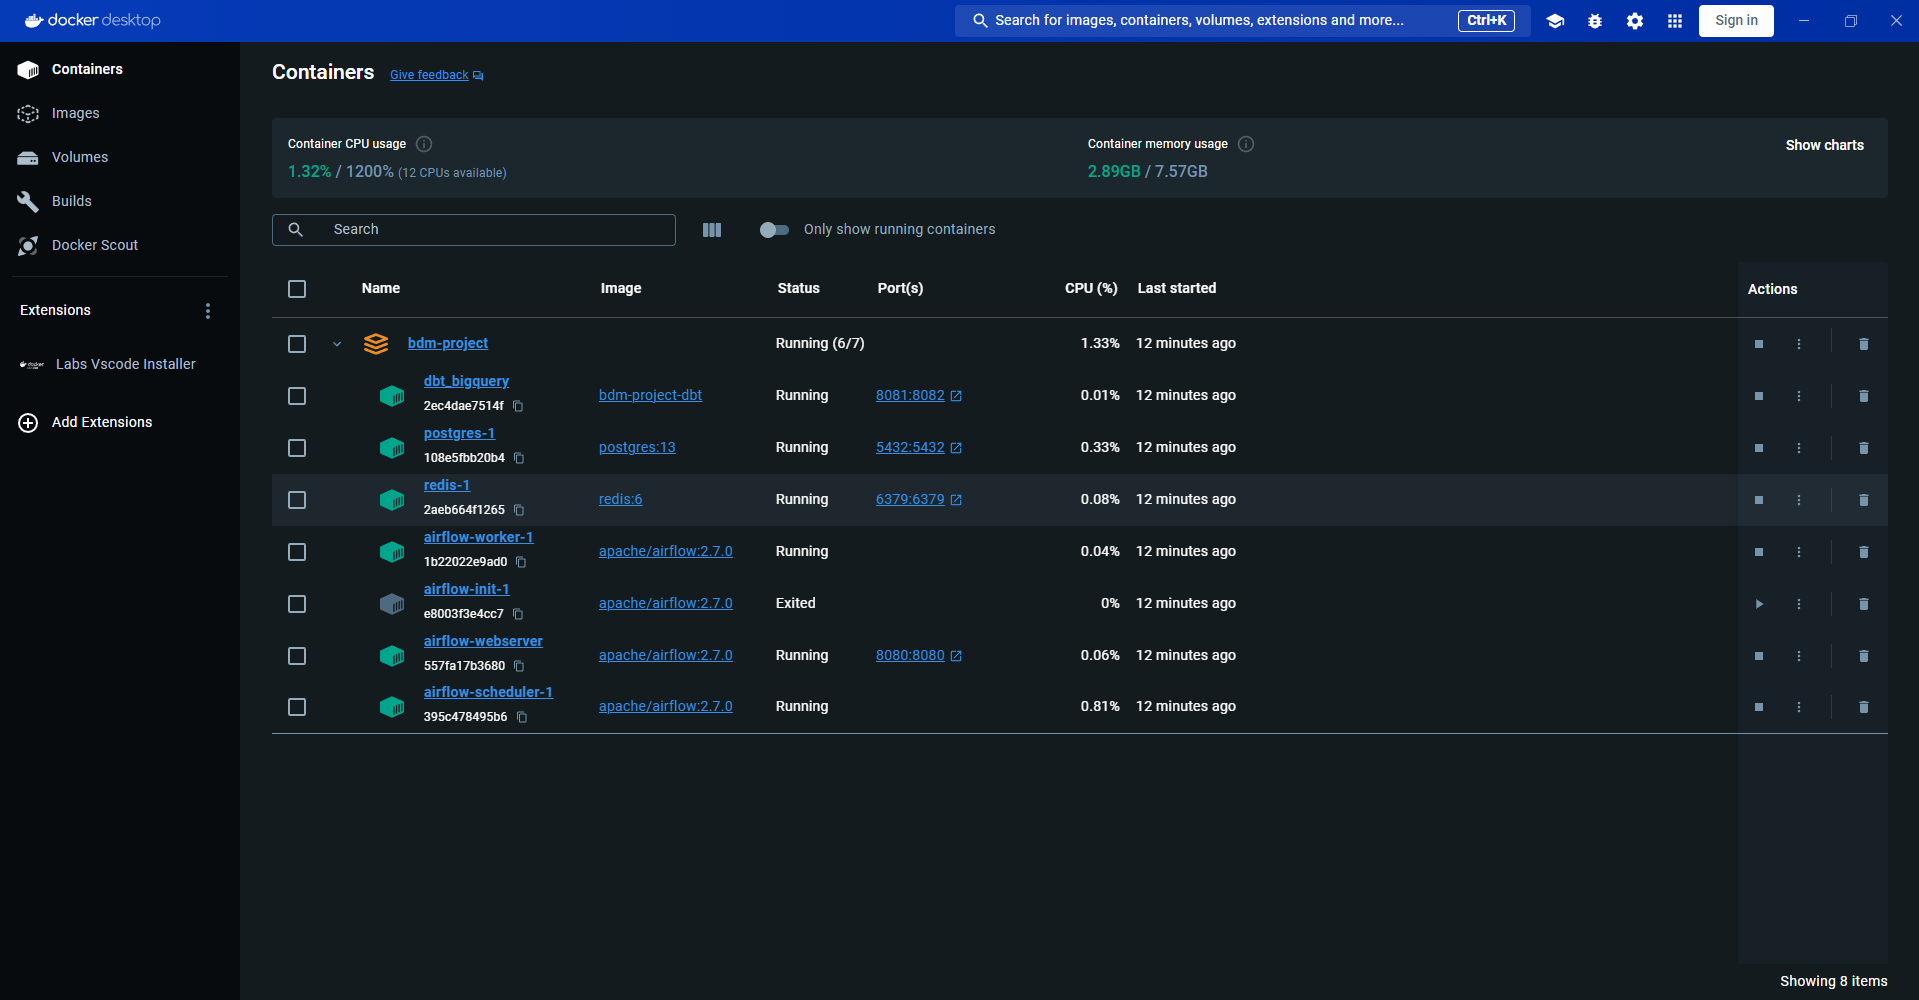 docker desktop
Search for images, containers, volumes, extensions and more...
Ctrl+K
Sign in
Containers
Images
Volumes
Builds
Docker Scout
Extensions
Labs Vscode Installer
Add Extensions
Containers
Give feedback
Container CPU usage
1.32% / 1200% (12 CPUs available)
Container memory usage
2.89GB / 7.57GB
Show charts
Search
Only show running containers
Name Image Status Port(s) CPU (%) Last started Actions
bdm-project Running (6/7) 1.33% 12 minutes ago
dbt_bigquery
2ec4dae7514f
bdm-project-dbt Running 8081:8082 0.01% 12 minutes ago
postgres-1
108e5fbb20b4
postgres:13 Running 5432:5432 0.33% 12 minutes ago
redis-1
2aeb664f1265
redis:6 Running 6379:6379 0.08% 12 minutes ago
airflow-worker-1
1b22022e9ad0
apache/airflow:2.7.0 Running 0.04% 12 minutes ago
airflow-init-1
e8003f3e4cc7
apache/airflow:2.7.0 Exited 0% 12 minutes ago
airflow-webserver
557fa17b3680
apache/airflow:2.7.0 Running 8080:8080 0.06% 12 minutes ago
airflow-scheduler-1
395c478495b6
apache/airflow:2.7.0 Running 0.81% 12 minutes ago
Showing 8 items